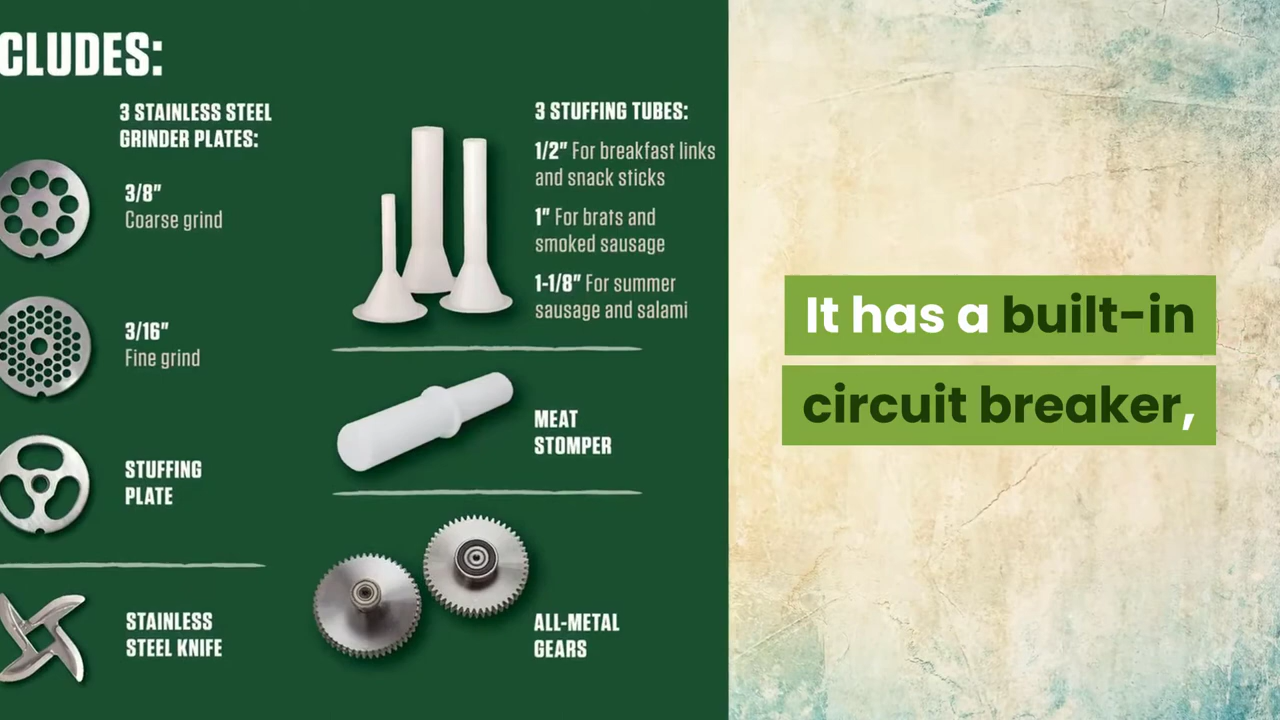 CLUDES:
3 STAINLESS STEEL
GRINDER PLATES:
3/8"
Coarse grind
3/16"
Fine grind
STUFFING
PLATE
STAINLESS
STEEL KNIFE
3 STUFFING TUBES:
1/2" For breakfast links
and snack sticks
1" For brats and
smoked sausage
1-1/8" For summer
sausage and salami
MEAT
STOMPER
ALL-METAL
GEARS
It has a built-in
circuit breaker,